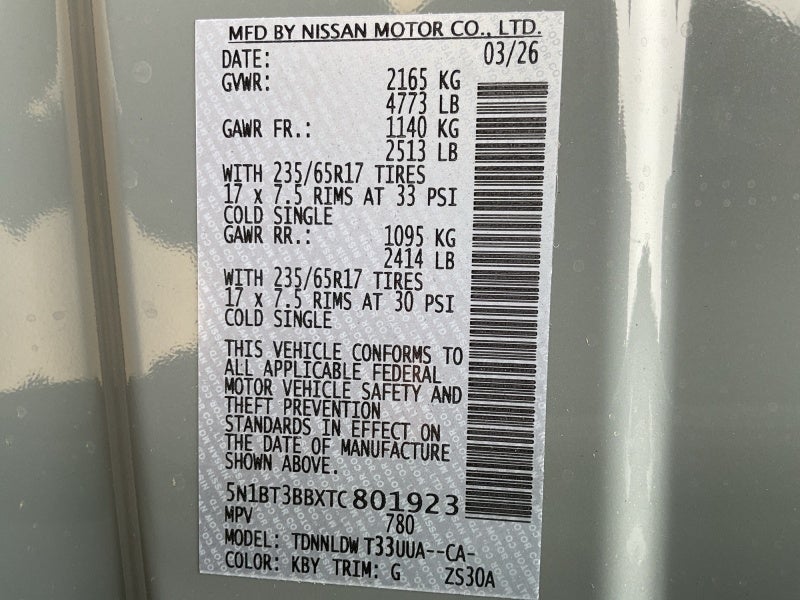 MFD BY NISSAN MOTOR CO., LTD.
DATE: 03/26
GVWR: 2165 KG
4773 LB
GAWR FR.: 1140 KG
2513 LB
WITH 235/65R17 TIRES
17 x 7.5 RIMS AT 33 PSI
COLD SINGLE
GAWR RR.: 1095 KG
2414 LB
WITH 235/65R17 TIRES
17 x 7.5 RIMS AT 30 PSI
COLD SINGLE
THIS VEHICLE CONFORMS TO
ALL APPLICABLE FEDERAL
MOTOR VEHICLE SAFETY AND
THEFT PREVENTION
STANDARDS IN EFFECT ON
THE DATE OF MANUFACTURE
SHOWN ABOVE.
5N1BT3BBXTC801923
MPV 780
MODEL: TDNNLDW T33UUA--CA-
COLOR: KBY TRIM: G ZS30A